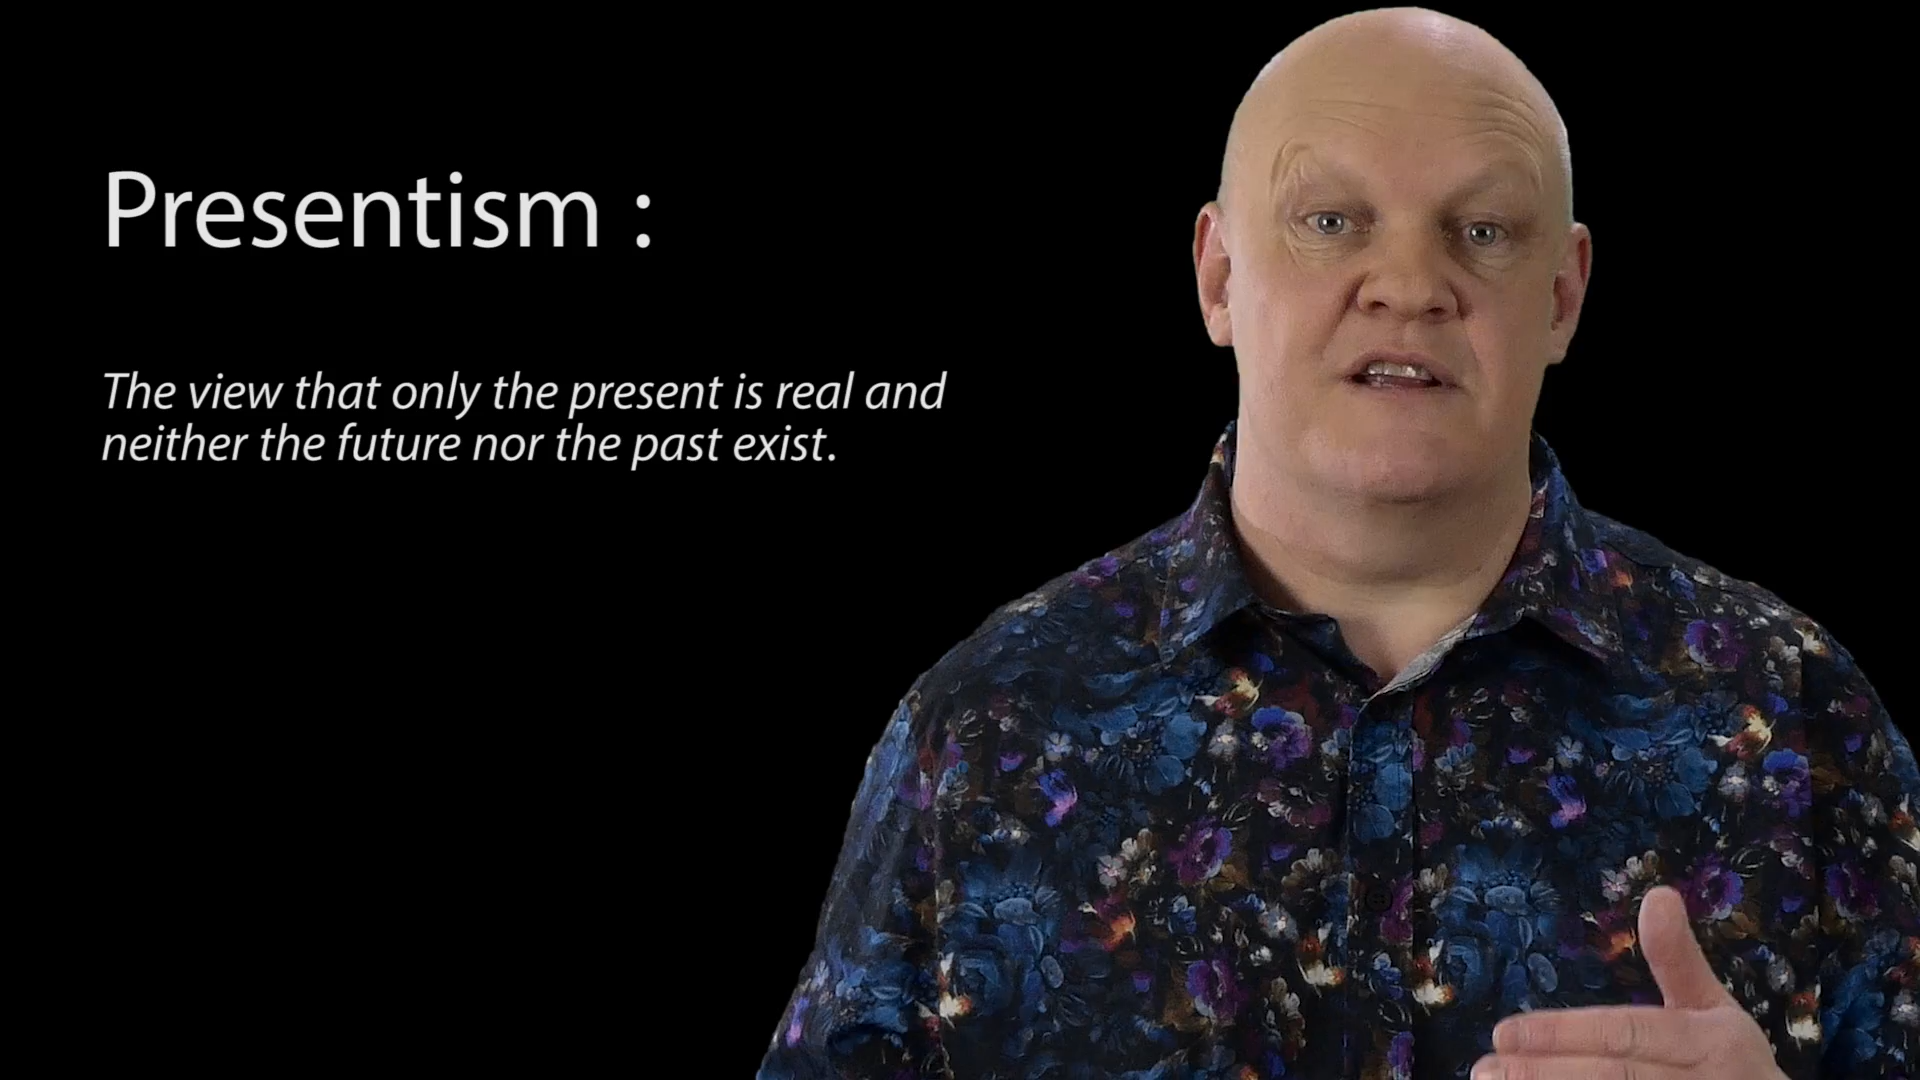 Presentism :
The view that only the present is real and
neither the future nor the past exist.